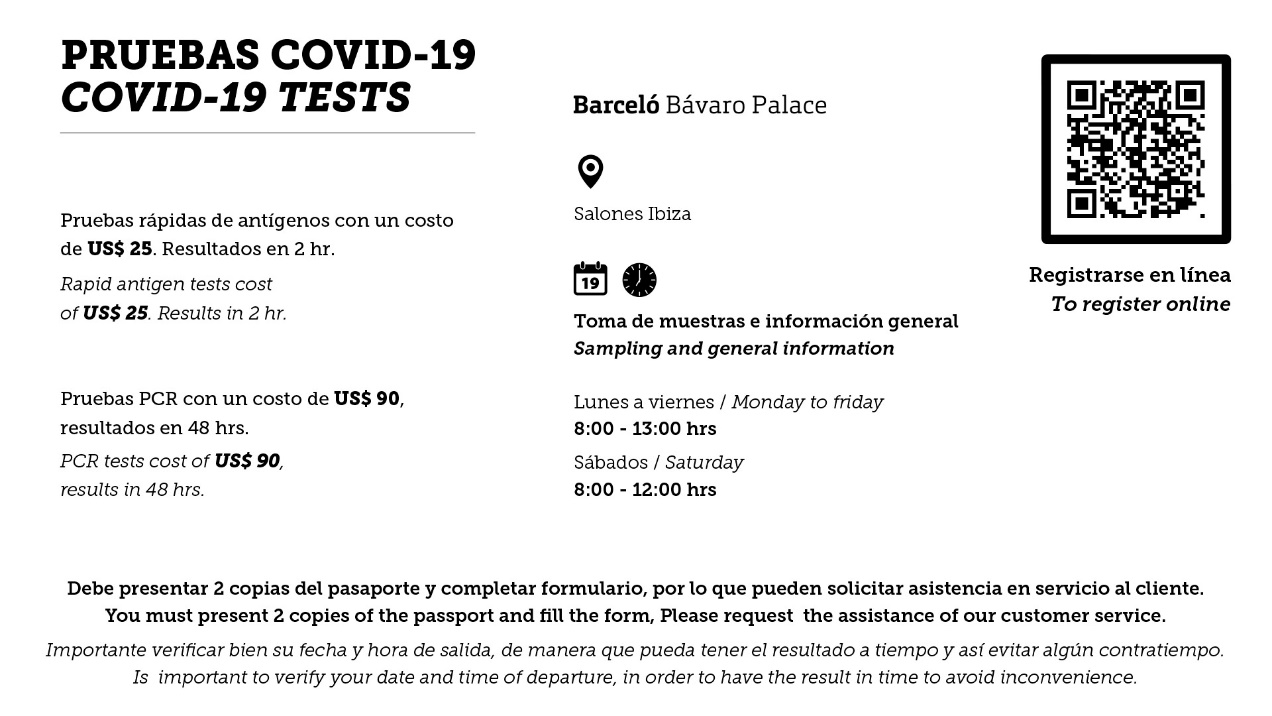 PRUEBAS COVID-19
COVID-19 TESTS
Pruebas rápidas de antígenos con un costo
de US$ 25. Resultados en 2 hr.
Rapid antigen tests cost
of US$ 25. Results in 2 hr.
Pruebas PCR con un costo de US$ 90,
resultados en 48 hrs.
PCR tests cost of US$ 90,
results in 48 hrs.
Barceló Bávaro Palace
Salones Ibiza
19
Toma de muestras e información general
Sampling and general information
Lunes a viernes / Monday to friday
8:00 - 13:00 hrs
Sábados / Saturday
8:00 - 12:00 hrs
Registrarse en línea
To register online
Debe presentar 2 copias del pasaporte y completar formulario, por lo que pueden solicitar asistencia en servicio al cliente.
You must present 2 copies of the passport and fill the form, Please request  the assistance of our customer service.
Importante verificar bien su fecha y hora de salida, de manera que pueda tener el resultado a tiempo y así evitar algún contratiempo.
Is  important to verify your date and time of departure, in order to have the result in time to avoid inconvenience.